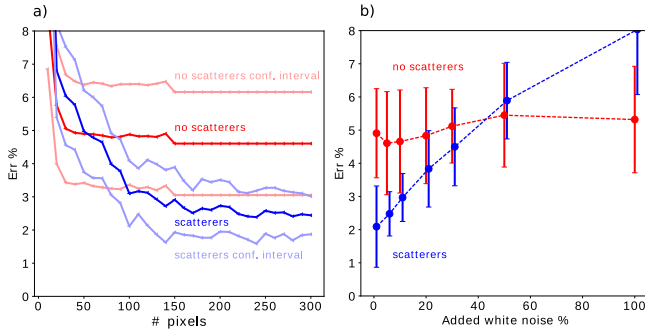 a)
b)
8
7
6
5
4
3
2
1
0
Err %
0
50
100
150
200
250
300
# pixels
no scatterers conf. interval
no scatterers
scatterers
scatterers conf. interval
8
7
6
5
4
3
2
1
0
Err %
0
20
40
60
80
100
Added white noise %
no scatterers
scatterers